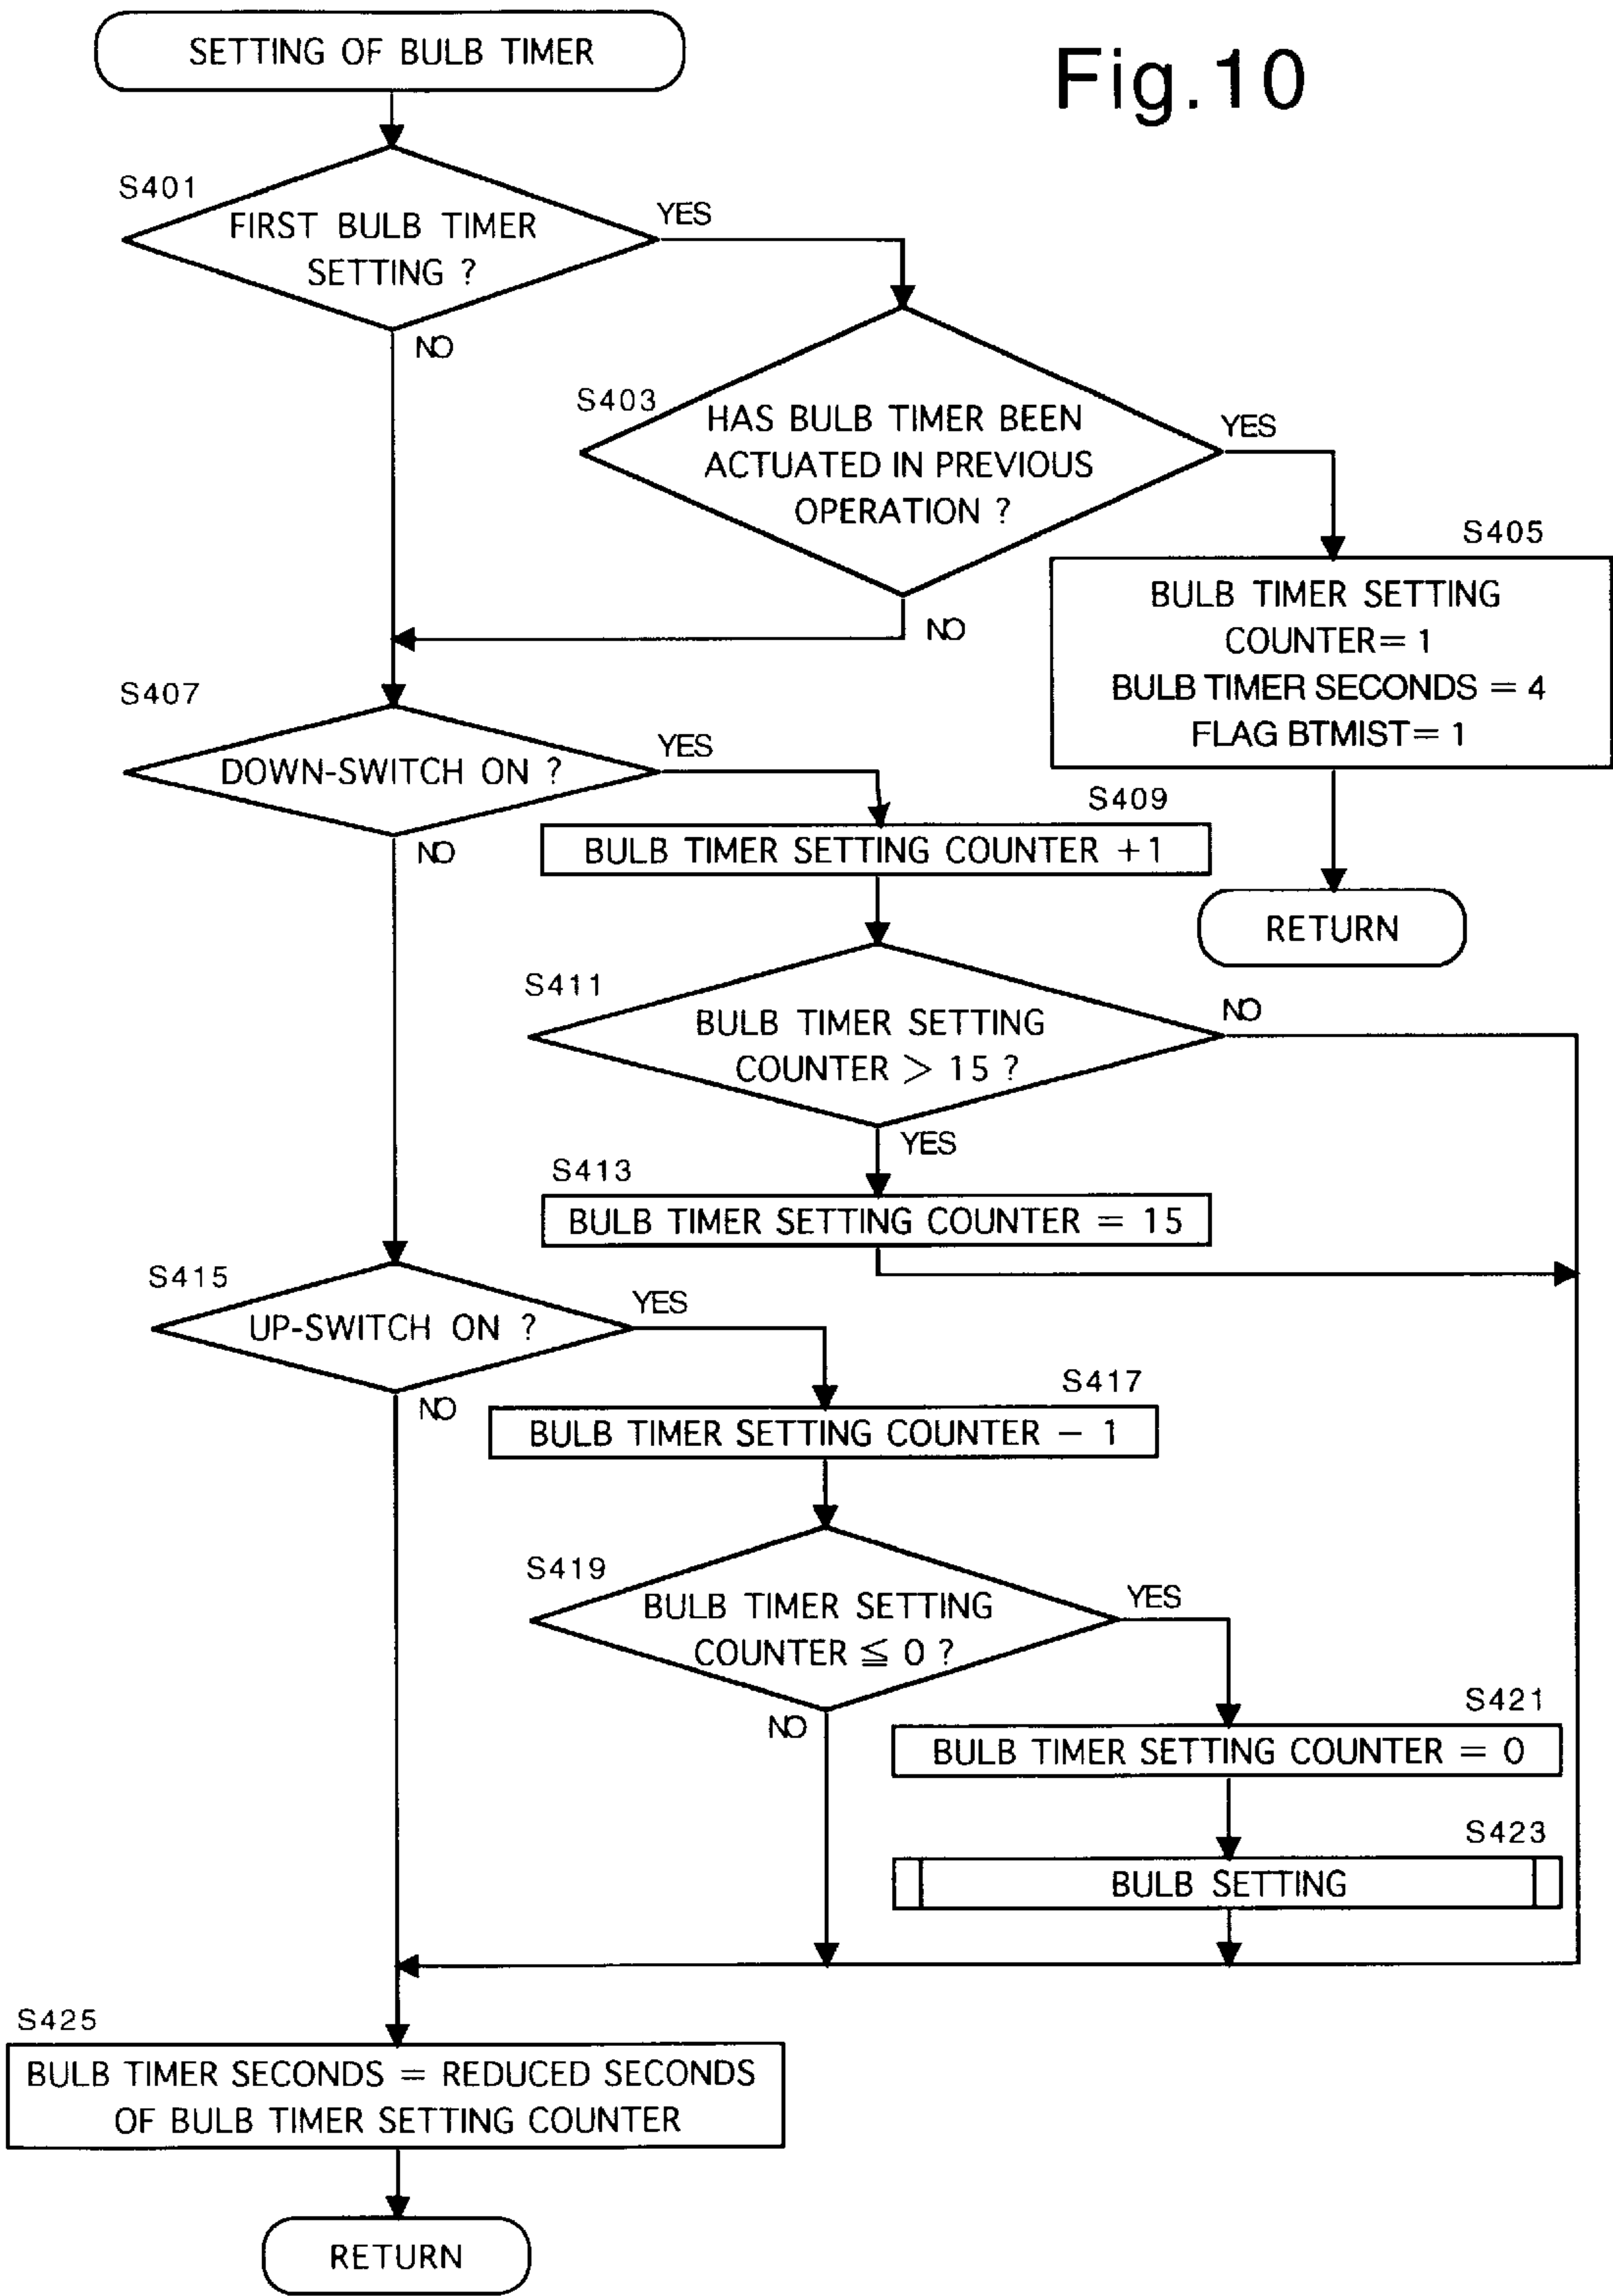 Fig.10
SETTING OF BULB TIMER
S401
FIRST BULB TIMER
SETTING ?
YES
NO
S403
HAS BULB TIMER BEEN
ACTUATED IN PREVIOUS
OPERATION ?
YES
NO
S405
BULB TIMER SETTING
COUNTER = 1
BULB TIMER SECONDS = 4
FLAG BTMIST = 1
RETURN
S407
DOWN-SWITCH ON ?
YES
NO
S409
BULB TIMER SETTING COUNTER +1
S411
BULB TIMER SETTING
COUNTER > 15 ?
NO
YES
S413
BULB TIMER SETTING COUNTER = 15
S415
UP-SWITCH ON ?
YES
NO
S417
BULB TIMER SETTING COUNTER − 1
S419
BULB TIMER SETTING
COUNTER ≦ 0 ?
YES
NO
S421
BULB TIMER SETTING COUNTER = 0
S423
BULB SETTING
S425
BULB TIMER SECONDS = REDUCED SECONDS
OF BULB TIMER SETTING COUNTER
RETURN